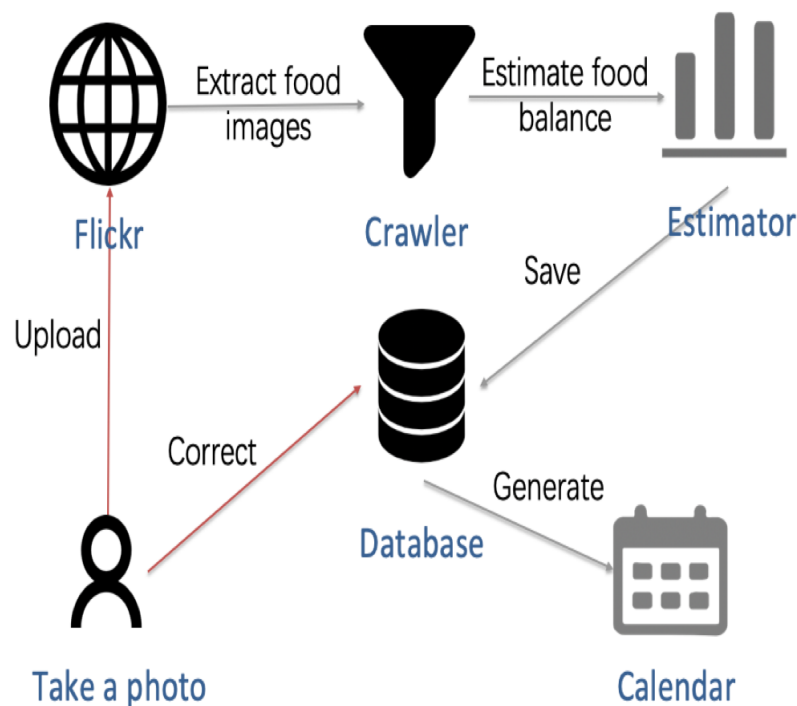 Extract food
images
Estimate food
balance
Flickr
Crawler
Estimator
Save
Upload
Correct
Generate
Database
Take a photo
Calendar